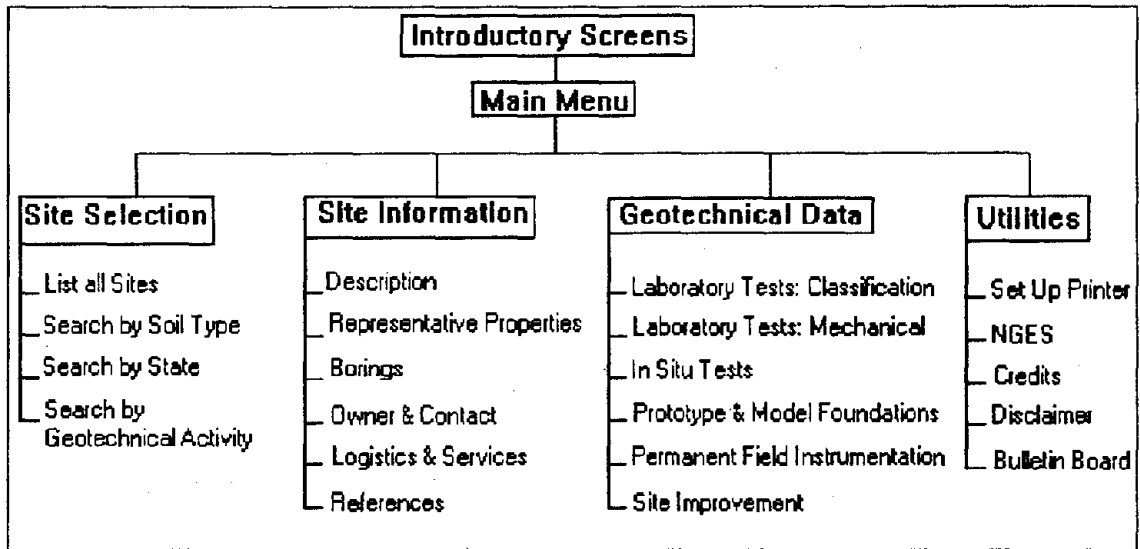 Introductory Screens
Main Menu
Site Selection
List all Sites
Search by Soil Type
Search by State
Search by
Geotechnical Activity
Site Information
Description
Representative Properties
Borings
Owner & Contact
Logistics & Services
References
Geotechnical Data
Laboratory Tests: Classification
Laboratory Tests: Mechanical
In Situ Tests
Prototype & Model Foundations
Permanent Field Instrumentation
Site Improvement
Utilities
Set Up Printer
NGES
Credits
Disclaimer
Bulletin Board